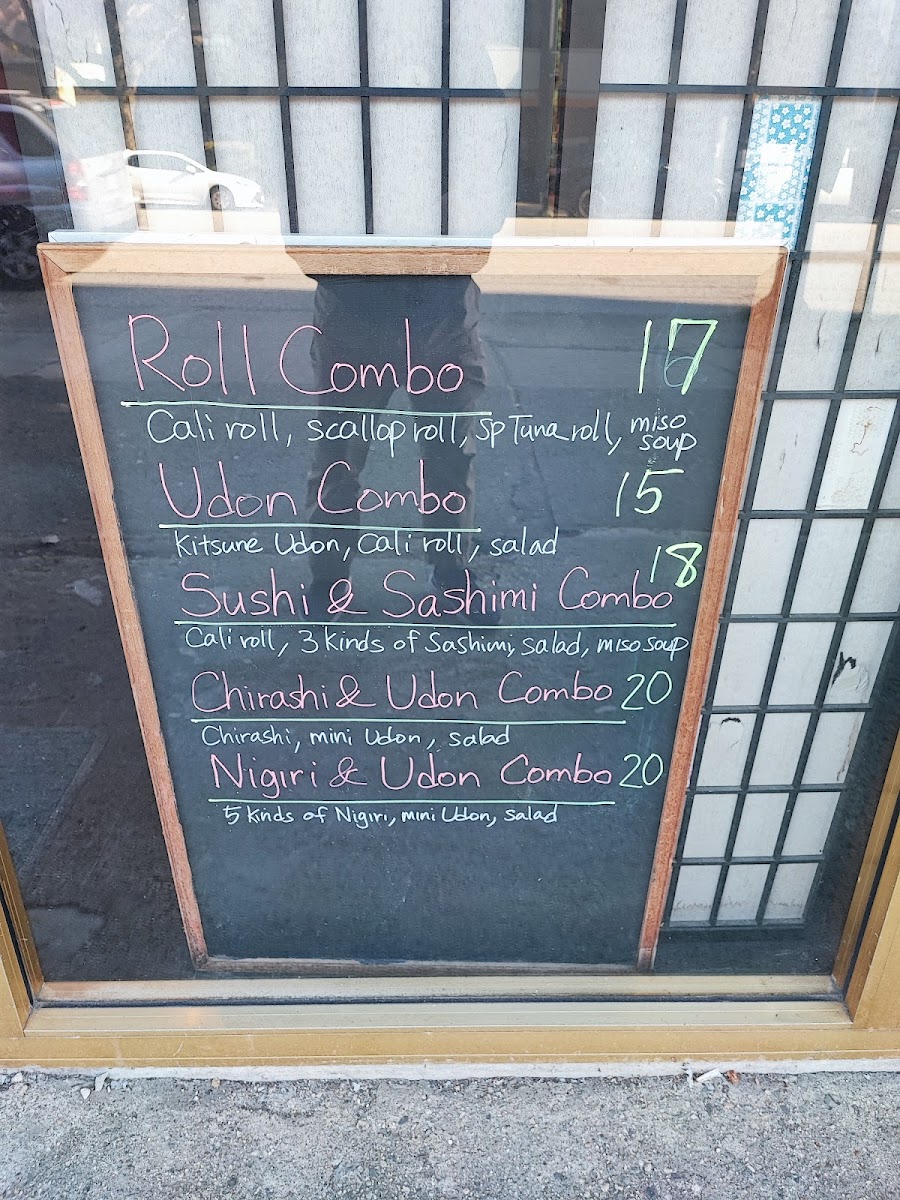 Roll Combo 17
Cali roll, scallop roll, Sp Tuna roll, miso soup
Udon Combo 15
Kitsune Udon, Cali roll, salad
Sushi & Sashimi Combo 18
Cali roll, 3 kinds of Sashimi, salad, miso soup
Chirashi & Udon Combo 20
Chirashi, mini Udon, salad
Nigiri & Udon Combo 20
5 kinds of Nigiri, mini Udon, salad